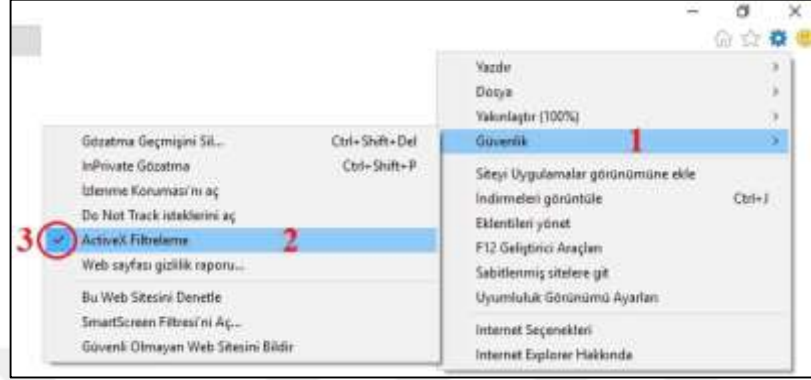 Yazdır
Dosya
Yakınlaştır (100%)
Güvenlik 1
Siteyi Uygulamalar görünümüne ekle
İndirmeleri görüntüle Ctrl+J
Eklentileri yönet
F12 Geliştirici Araçları
Sabitlenmiş sitelere git
Uyumluluk Görünümü Ayarları
Internet Seçenekleri
Internet Explorer Hakkında
Gözatma Geçmişini Sil... Ctrl+Shift+Del
InPrivate Gözatma Ctrl+Shift+P
İzlenme Koruması'nı aç
Do Not Track isteklerini aç
3 ActiveX Filtreleme 2
Web sayfası gizlilik raporu...
Bu Web Sitesini Denetle
SmartScreen Filtresi'ni Aç...
Güvenli Olmayan Web Sitesini Bildir